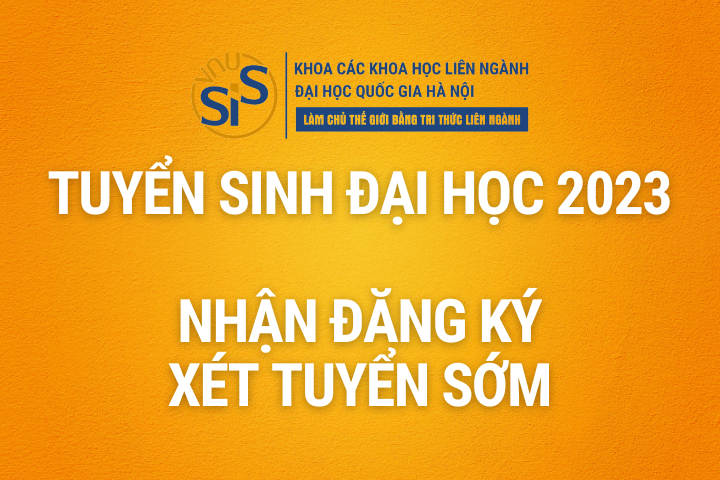 VNU
SIS
KHOA CÁC KHOA HỌC LIÊN NGÀNH
ĐẠI HỌC QUỐC GIA HÀ NỘI
LÀM CHỦ THẾ GIỚI BẰNG TRI THỨC LIÊN NGÀNH
TUYỂN SINH ĐẠI HỌC 2023
NHẬN ĐĂNG KÝ
XÉT TUYỂN SỚM